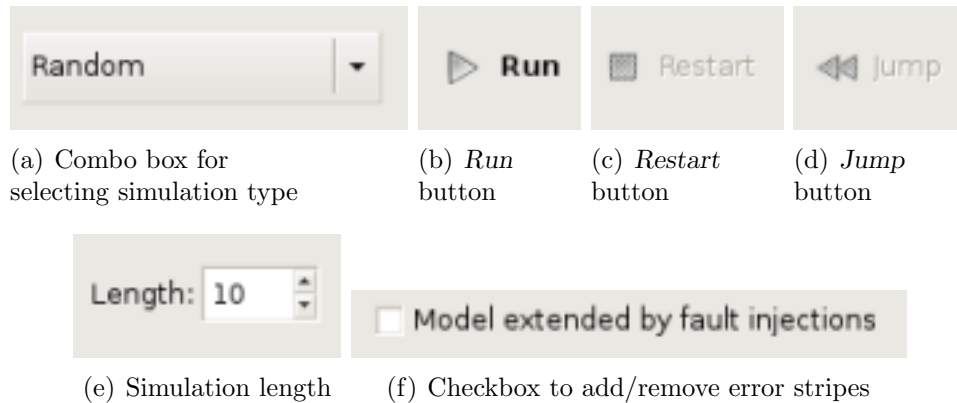 Random
Run
Restart
Jump
(a) Combo box for
selecting simulation type
(b) Run
button
(c) Restart
button
(d) Jump
button
Length: 10
Model extended by fault injections
(e) Simulation length
(f) Checkbox to add/remove error stripes